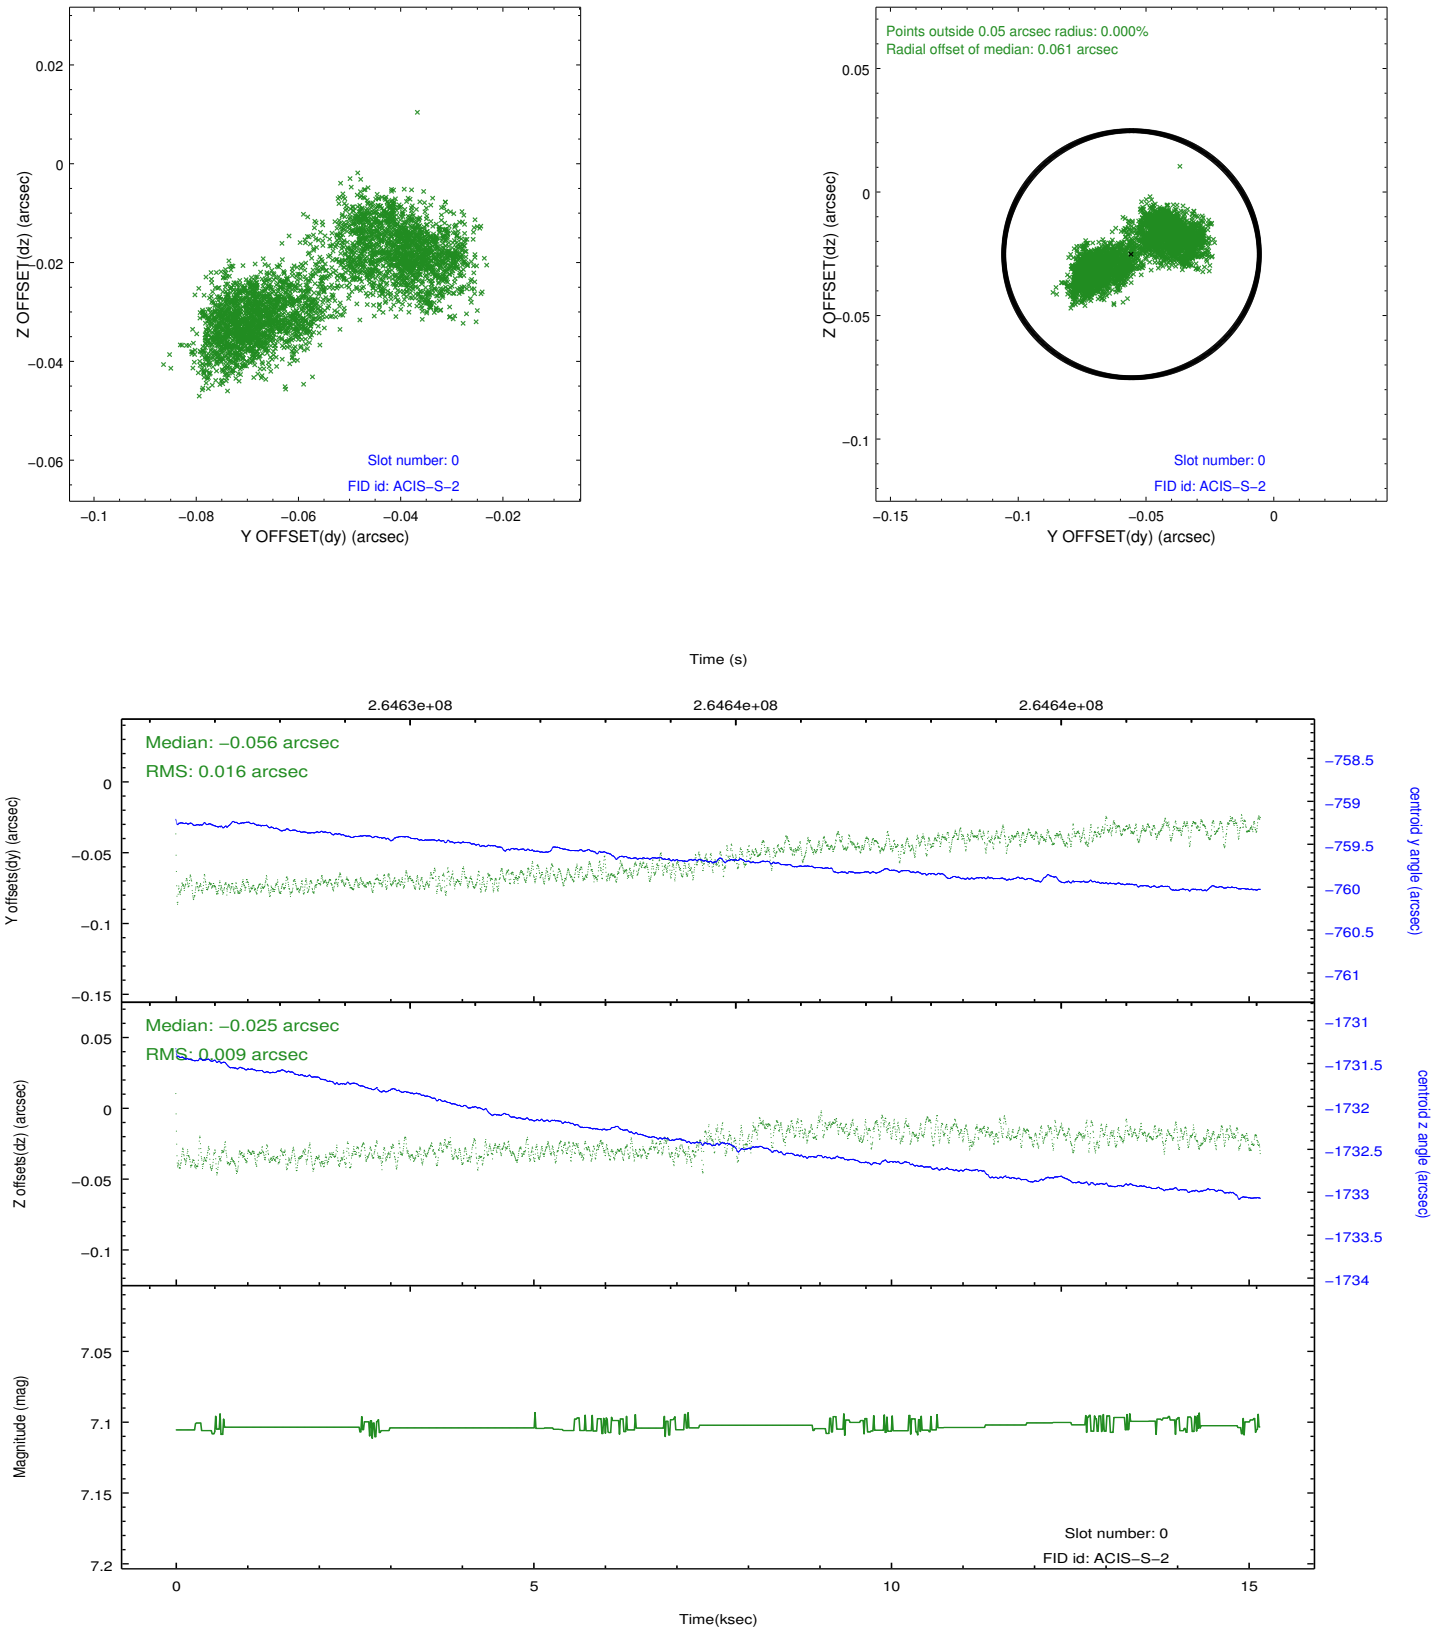 0.02
0
−0.02
−0.04
−0.06
Z OFFSET(dz) (arcsec)
Slot number: 0
FID id: ACIS−S−2
−0.1
−0.08
−0.06
−0.04
−0.02
Y OFFSET(dy) (arcsec)
Points outside 0.05 arcsec radius: 0.000%
Radial offset of median: 0.061 arcsec
0.05
0
−0.05
−0.1
Z OFFSET(dz) (arcsec)
Slot number: 0
FID id: ACIS−S−2
−0.15
−0.1
−0.05
0
Y OFFSET(dy) (arcsec)
Time (s)
2.6463e+08
2.6464e+08
2.6464e+08
Median: −0.056 arcsec
RMS: 0.016 arcsec
0
−0.05
−0.1
−0.15
Y offsets(dy) (arcsec)
−758.5
−759
−759.5
−760
−760.5
−761
centroid y angle (arcsec)
Median: −0.025 arcsec
RMS: 0.009 arcsec
0.05
0
−0.05
−0.1
Z offsets(dz) (arcsec)
−1731
−1731.5
−1732
−1732.5
−1733
−1733.5
−1734
centroid z angle (arcsec)
7.05
7.1
7.15
7.2
Magnitude (mag)
Slot number: 0
FID id: ACIS−S−2
0
5
10
15
Time(ksec)